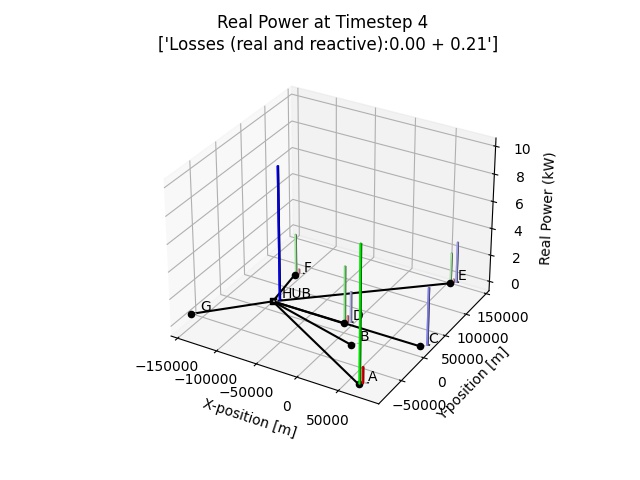 Real Power at Timestep 4
['Losses (real and reactive):0.00 + 0.21']
10
8
6
4
2
0
Real Power (kW)
F
E
HUB
G
D
B
C
A
−150000
−100000
−50000
0
50000
X-position [m]
150000
100000
50000
0
−50000
Y-position [m]